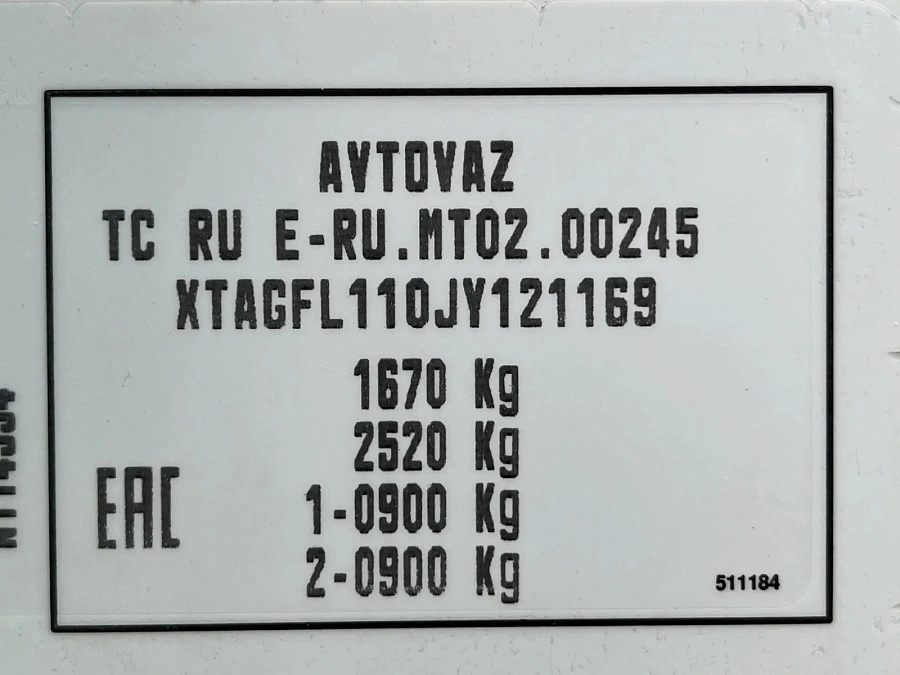 AVTOVAZ
TC RU E-RU.MT02.00245
XTAGFL110JY121169
1670 Kg
2520 Kg
EAC
1-0900 Kg
2-0900 Kg
511184